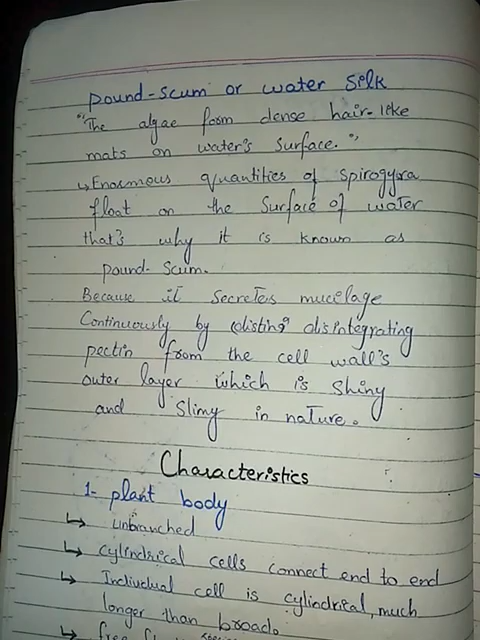 pound-scum or water silk
"The algae form dense hair-like
mats on water's surface."
↳ Enormous quantities of spirogyra
float on the surface of water
that's why it is known as
pound-scum.
Because it secretes mucilage
Continuously by disintegrating
pectin from the cell wall's
outer layer which is shiny
and slimy in nature.
Characteristics
1- plant body
↳ unbranched
↳ cylindrical cells connect end to end
↳ Individual cell is cylindrical, much
longer than broad.
↳ free